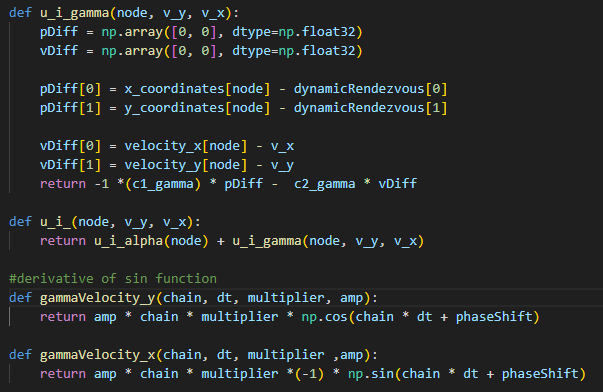 def u_i_gamma(node, v_y, v_x):
    pDiff = np.array([0, 0], dtype=np.float32)
    vDiff = np.array([0, 0], dtype=np.float32)

    pDiff[0] = x_coordinates[node] - dynamicRendezvous[0]
    pDiff[1] = y_coordinates[node] - dynamicRendezvous[1]

    vDiff[0] = velocity_x[node] - v_x
    vDiff[1] = velocity_y[node] - v_y
    return -1 *(c1_gamma) * pDiff -  c2_gamma * vDiff

def u_i_(node, v_y, v_x):
    return u_i_alpha(node) + u_i_gamma(node, v_y, v_x)

#derivative of sin function
def gammaVelocity_y(chain, dt, multiplier, amp):
    return amp * chain * multiplier * np.cos(chain * dt + phaseShift)

def gammaVelocity_x(chain, dt, multiplier ,amp):
    return amp * chain * multiplier *(-1) * np.sin(chain * dt + phaseShift)